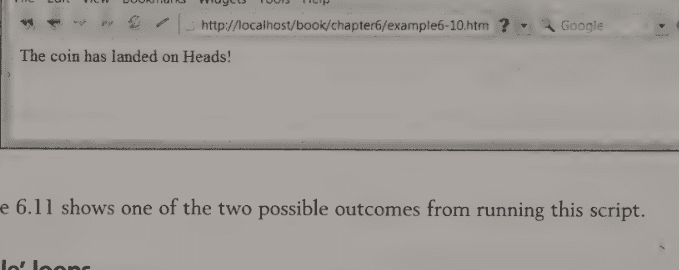 http://localhost/book/chapter6/example6-10.htm ? Google
The coin has landed on Heads!
e 6.11 shows one of the two possible outcomes from running this script.